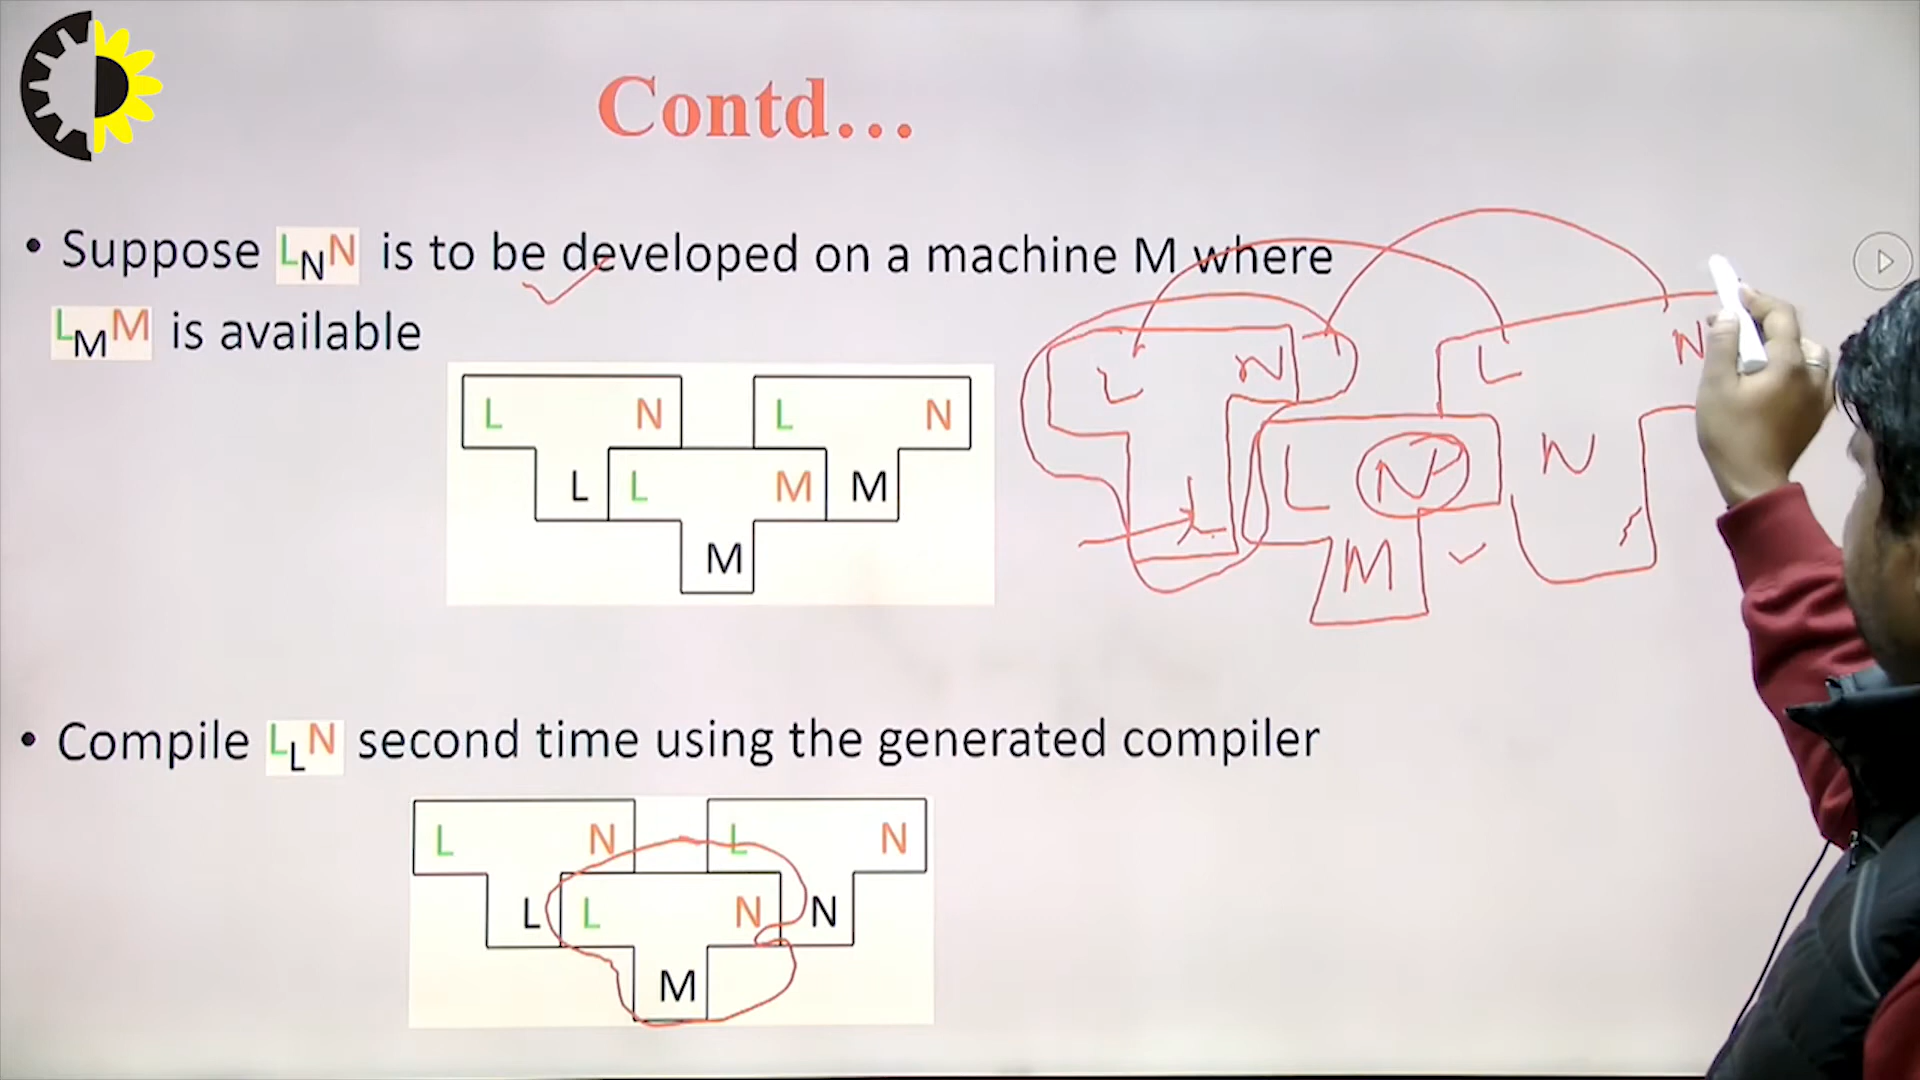 Contd...
• Suppose LNN is to be developed on a machine M where
LMM is available
L N L N
L L M M
M
L N L N
L N N
M
• Compile LLN second time using the generated compiler
L N L N
L L N N
M